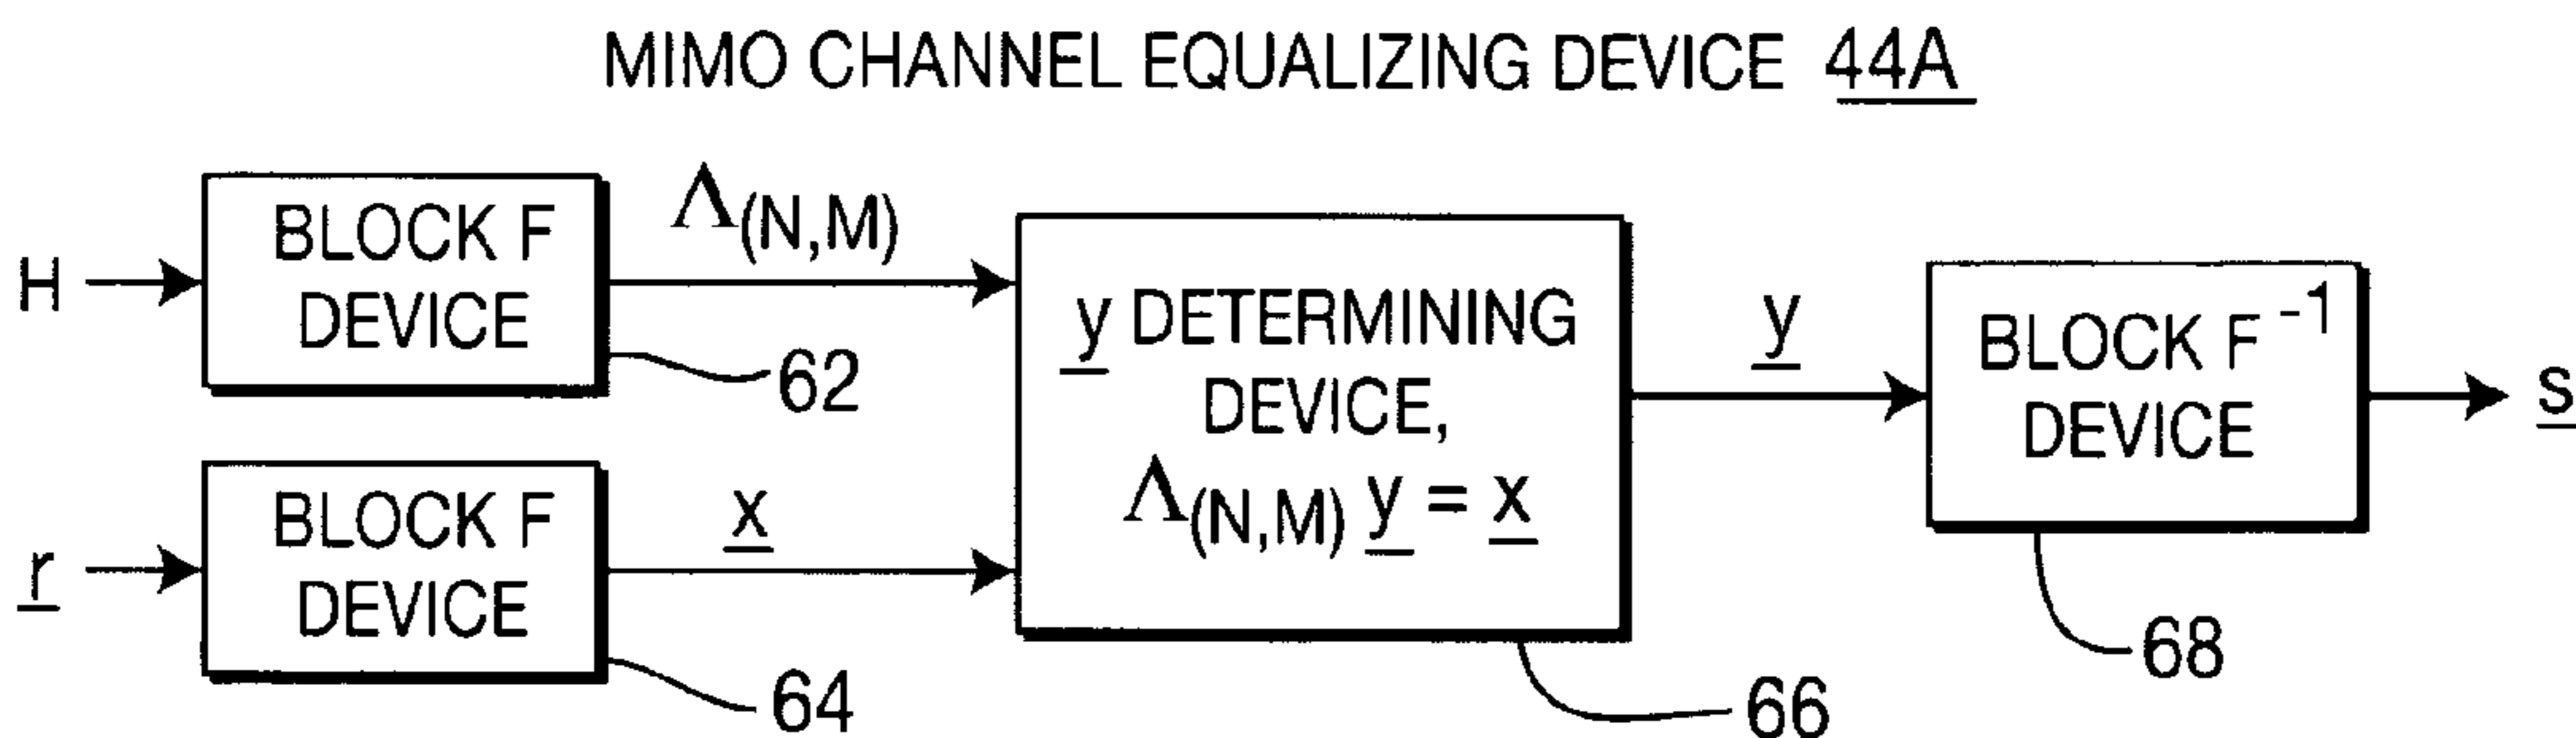 MIMO CHANNEL EQUALIZING DEVICE 44A
H
BLOCK F
DEVICE
62
Λ(N,M)
r
BLOCK F
DEVICE
64
x
y DETERMINING
DEVICE,
Λ(N,M) y = x
66
y
BLOCK F⁻¹
DEVICE
68
s